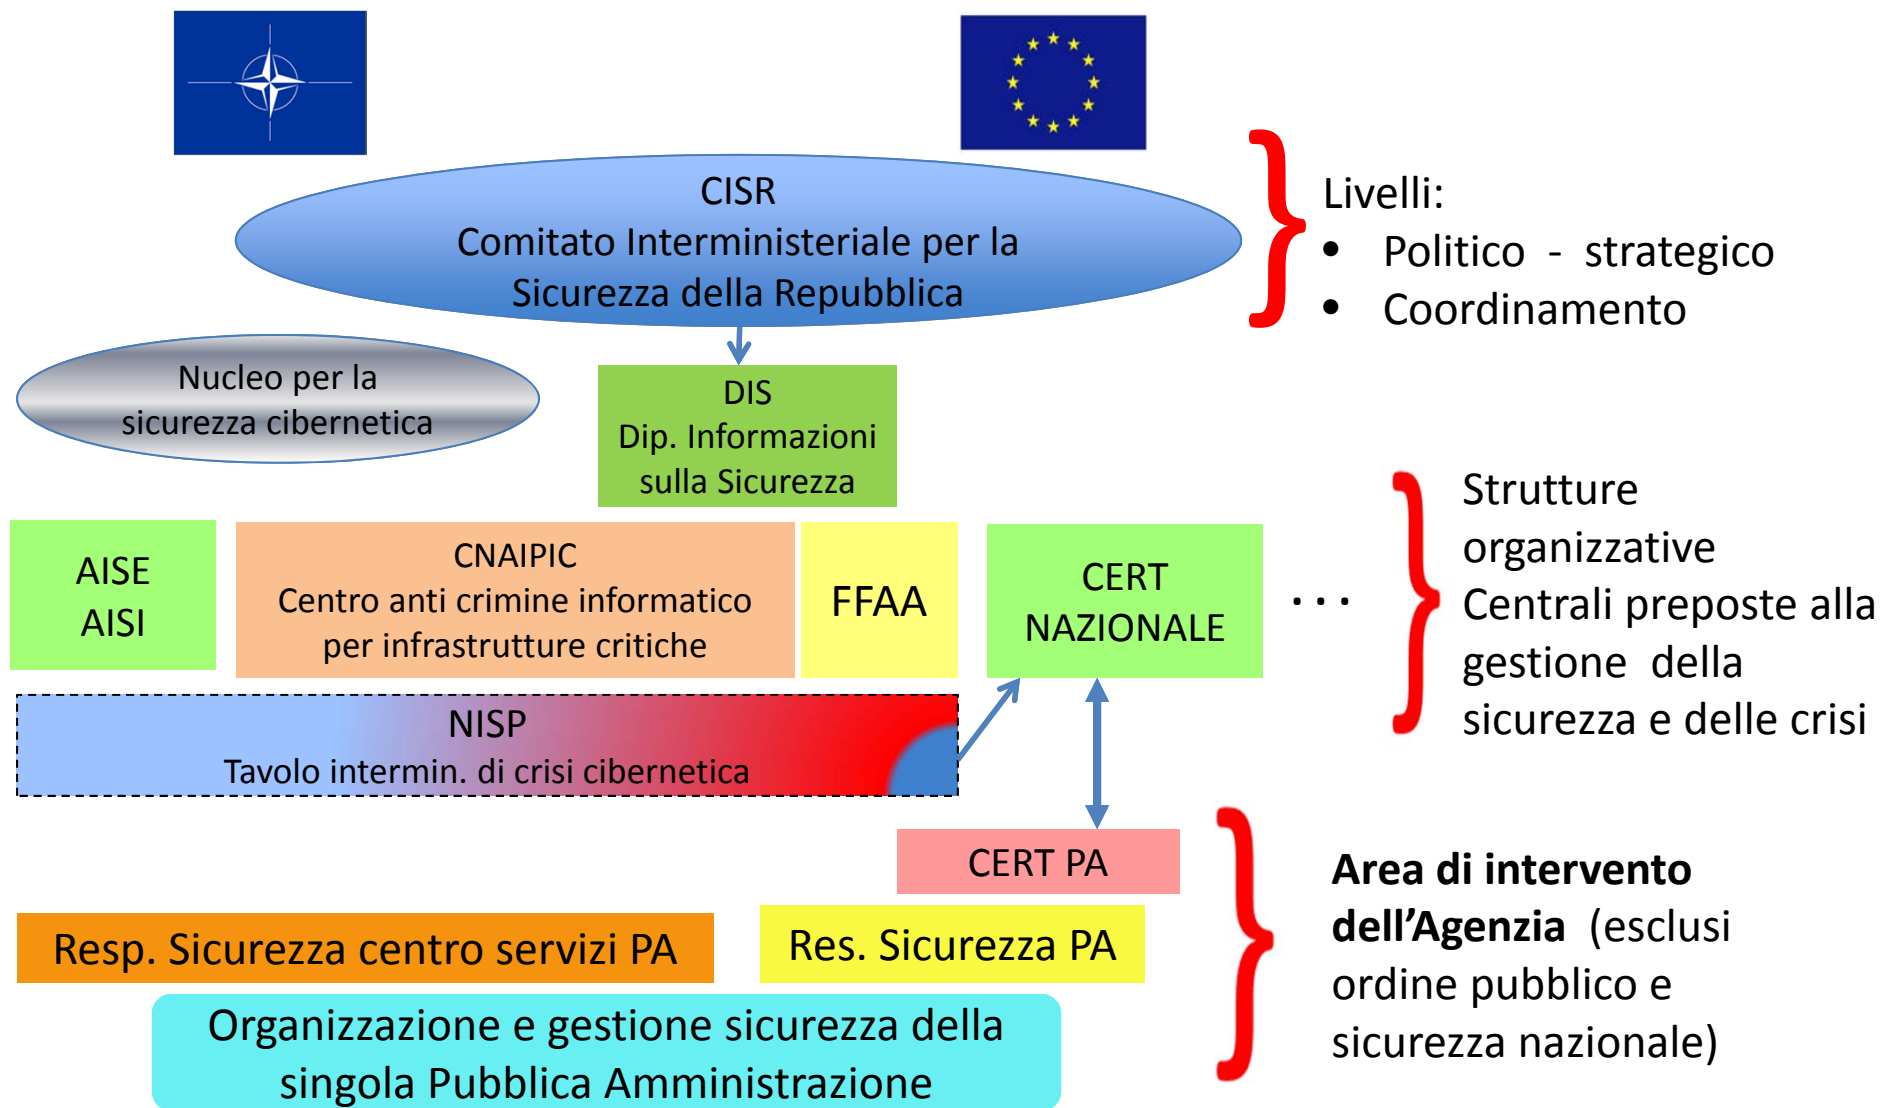 CISR
Comitato Interministeriale per la
Sicurezza della Repubblica
Livelli:
• Politico - strategico
• Coordinamento
Nucleo per la
sicurezza cibernetica
DIS
Dip. Informazioni
sulla Sicurezza
AISE
AISI
CNAIPIC
Centro anti crimine informatico
per infrastrutture critiche
FFAA
CERT
NAZIONALE
...
Strutture
organizzative
Centrali preposte alla
gestione della
sicurezza e delle crisi
NISP
Tavolo intermin. di crisi cibernetica
CERT PA
Resp. Sicurezza centro servizi PA
Res. Sicurezza PA
Organizzazione e gestione sicurezza della
singola Pubblica Amministrazione
Area di intervento
dell’Agenzia (esclusi
ordine pubblico e
sicurezza nazionale)